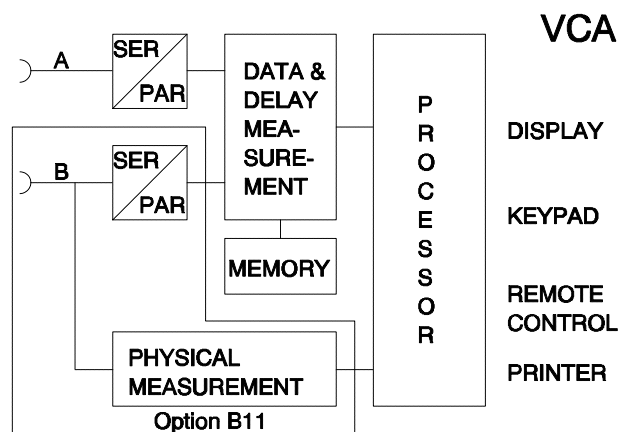 VCA
A
SER
PAR
DATA &
DELAY
MEA-
SURE-
MENT
PROCESSOR
DISPLAY
B
SER
PAR
KEYPAD
MEMORY
REMOTE
CONTROL
PHYSICAL
MEASUREMENT
PRINTER
Option B11